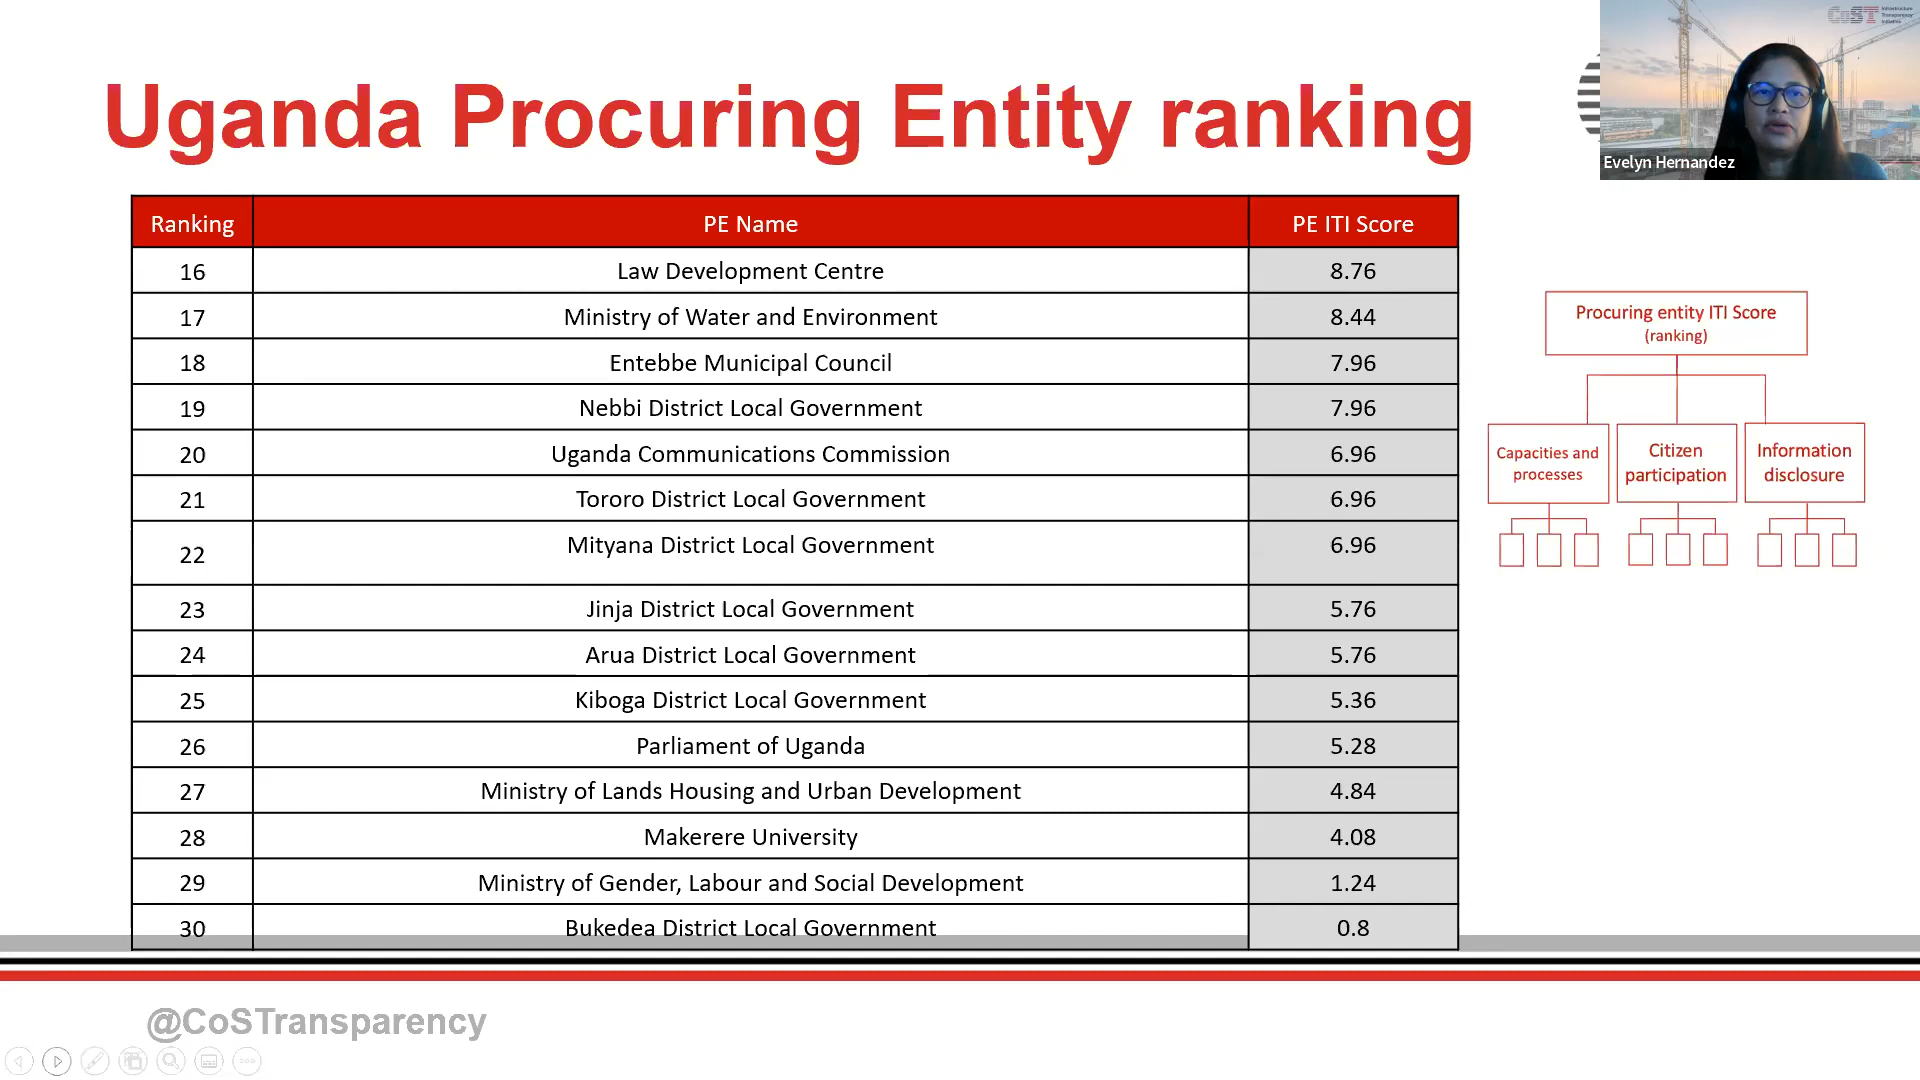 Uganda Procuring Entity ranking
CoST Infrastructure
Transparency
Initiative
Evelyn Hernandez
Ranking PE Name PE ITI Score
16 Law Development Centre 8.76
17 Ministry of Water and Environment 8.44
18 Entebbe Municipal Council 7.96
19 Nebbi District Local Government 7.96
20 Uganda Communications Commission 6.96
21 Tororo District Local Government 6.96
22 Mityana District Local Government 6.96
23 Jinja District Local Government 5.76
24 Arua District Local Government 5.76
25 Kiboga District Local Government 5.36
26 Parliament of Uganda 5.28
27 Ministry of Lands Housing and Urban Development 4.84
28 Makerere University 4.08
29 Ministry of Gender, Labour and Social Development 1.24
30 Bukedea District Local Government 0.8
Procuring entity ITI Score
(ranking)
Capacities and
processes
Citizen
participation
Information
disclosure
@CoSTransparency